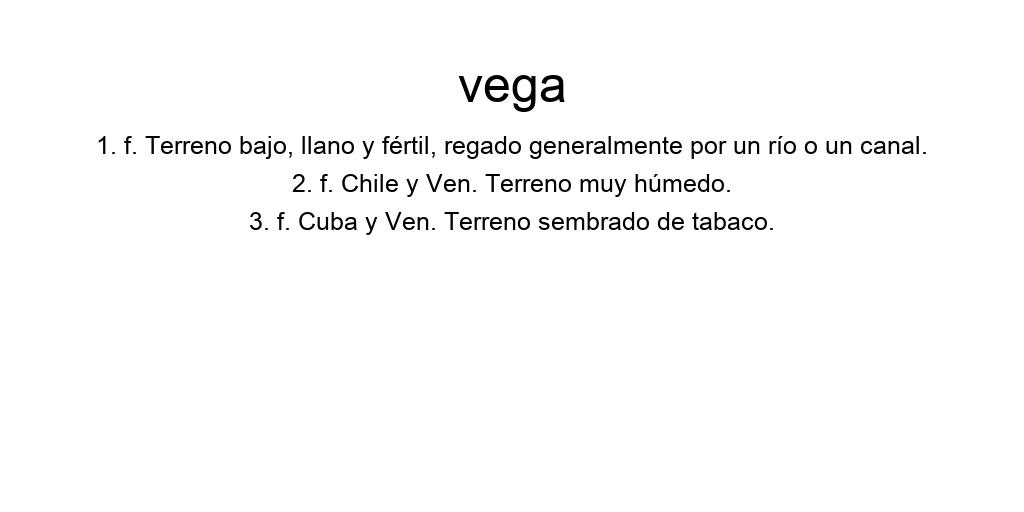 vega
1. f. Terreno bajo, llano y fértil, regado generalmente por un río o un canal.
2. f. Chile y Ven. Terreno muy húmedo.
3. f. Cuba y Ven. Terreno sembrado de tabaco.